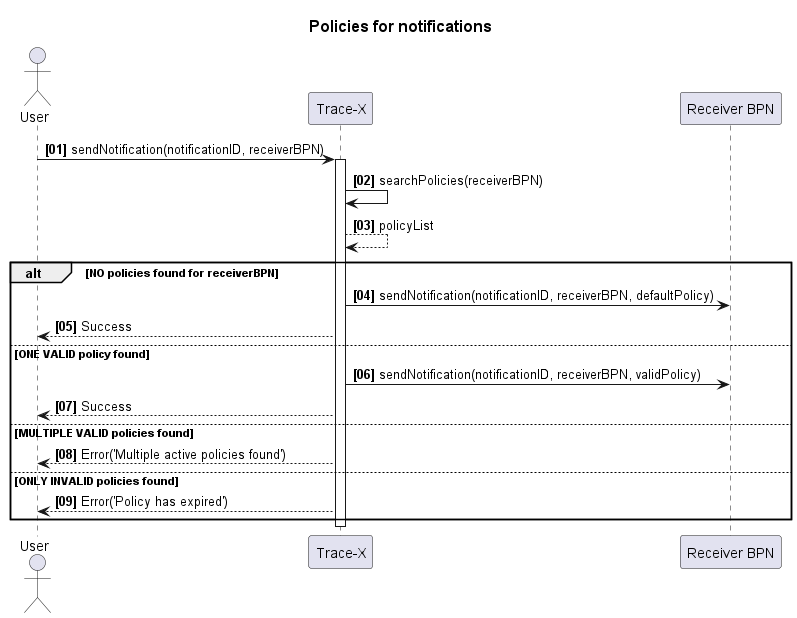 Policies for notifications
User
Trace-X
Receiver BPN
[01] sendNotification(notificationID, receiverBPN)
[02] searchPolicies(receiverBPN)
[03] policyList
alt [NO policies found for receiverBPN]
[04] sendNotification(notificationID, receiverBPN, defaultPolicy)
[05] Success
[ONE VALID policy found]
[06] sendNotification(notificationID, receiverBPN, validPolicy)
[07] Success
[MULTIPLE VALID policies found]
[08] Error('Multiple active policies found')
[ONLY INVALID policies found]
[09] Error('Policy has expired')
User
Trace-X
Receiver BPN